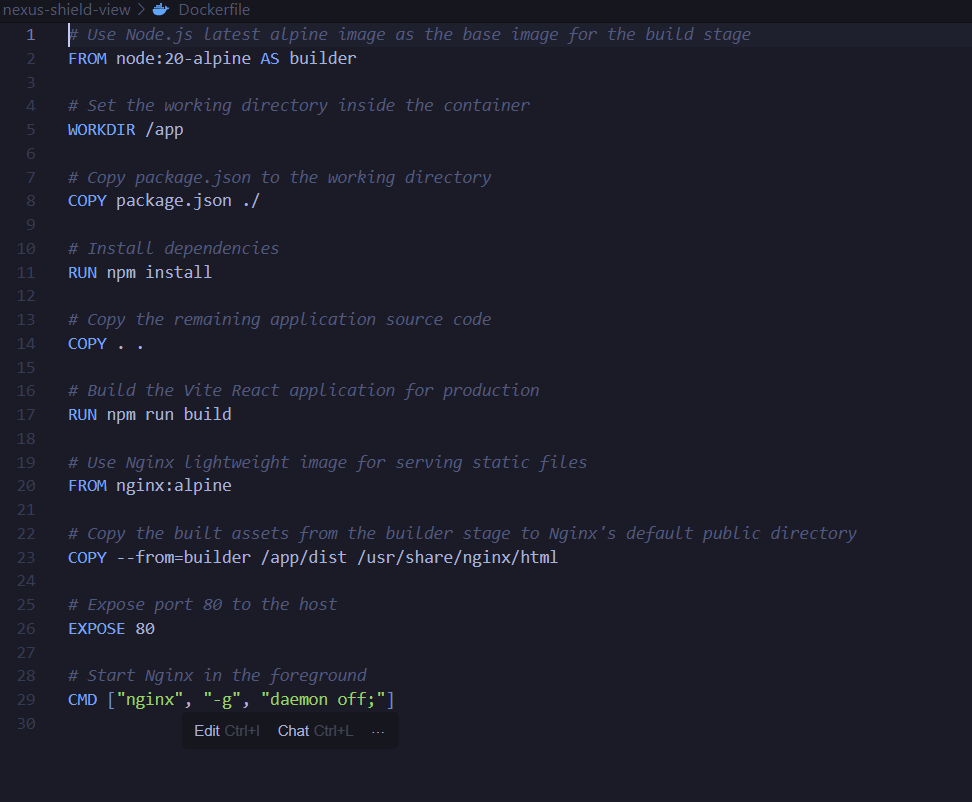 nexus-shield-view > Dockerfile
1 # Use Node.js latest alpine image as the base image for the build stage
2 FROM node:20-alpine AS builder
3
4 # Set the working directory inside the container
5 WORKDIR /app
6
7 # Copy package.json to the working directory
8 COPY package.json ./
9
10 # Install dependencies
11 RUN npm install
12
13 # Copy the remaining application source code
14 COPY . .
15
16 # Build the Vite React application for production
17 RUN npm run build
18
19 # Use Nginx lightweight image for serving static files
20 FROM nginx:alpine
21
22 # Copy the built assets from the builder stage to Nginx's default public directory
23 COPY --from=builder /app/dist /usr/share/nginx/html
24
25 # Expose port 80 to the host
26 EXPOSE 80
27
28 # Start Nginx in the foreground
29 CMD ["nginx", "-g", "daemon off;"]
30
Edit Ctrl+I Chat Ctrl+L ...